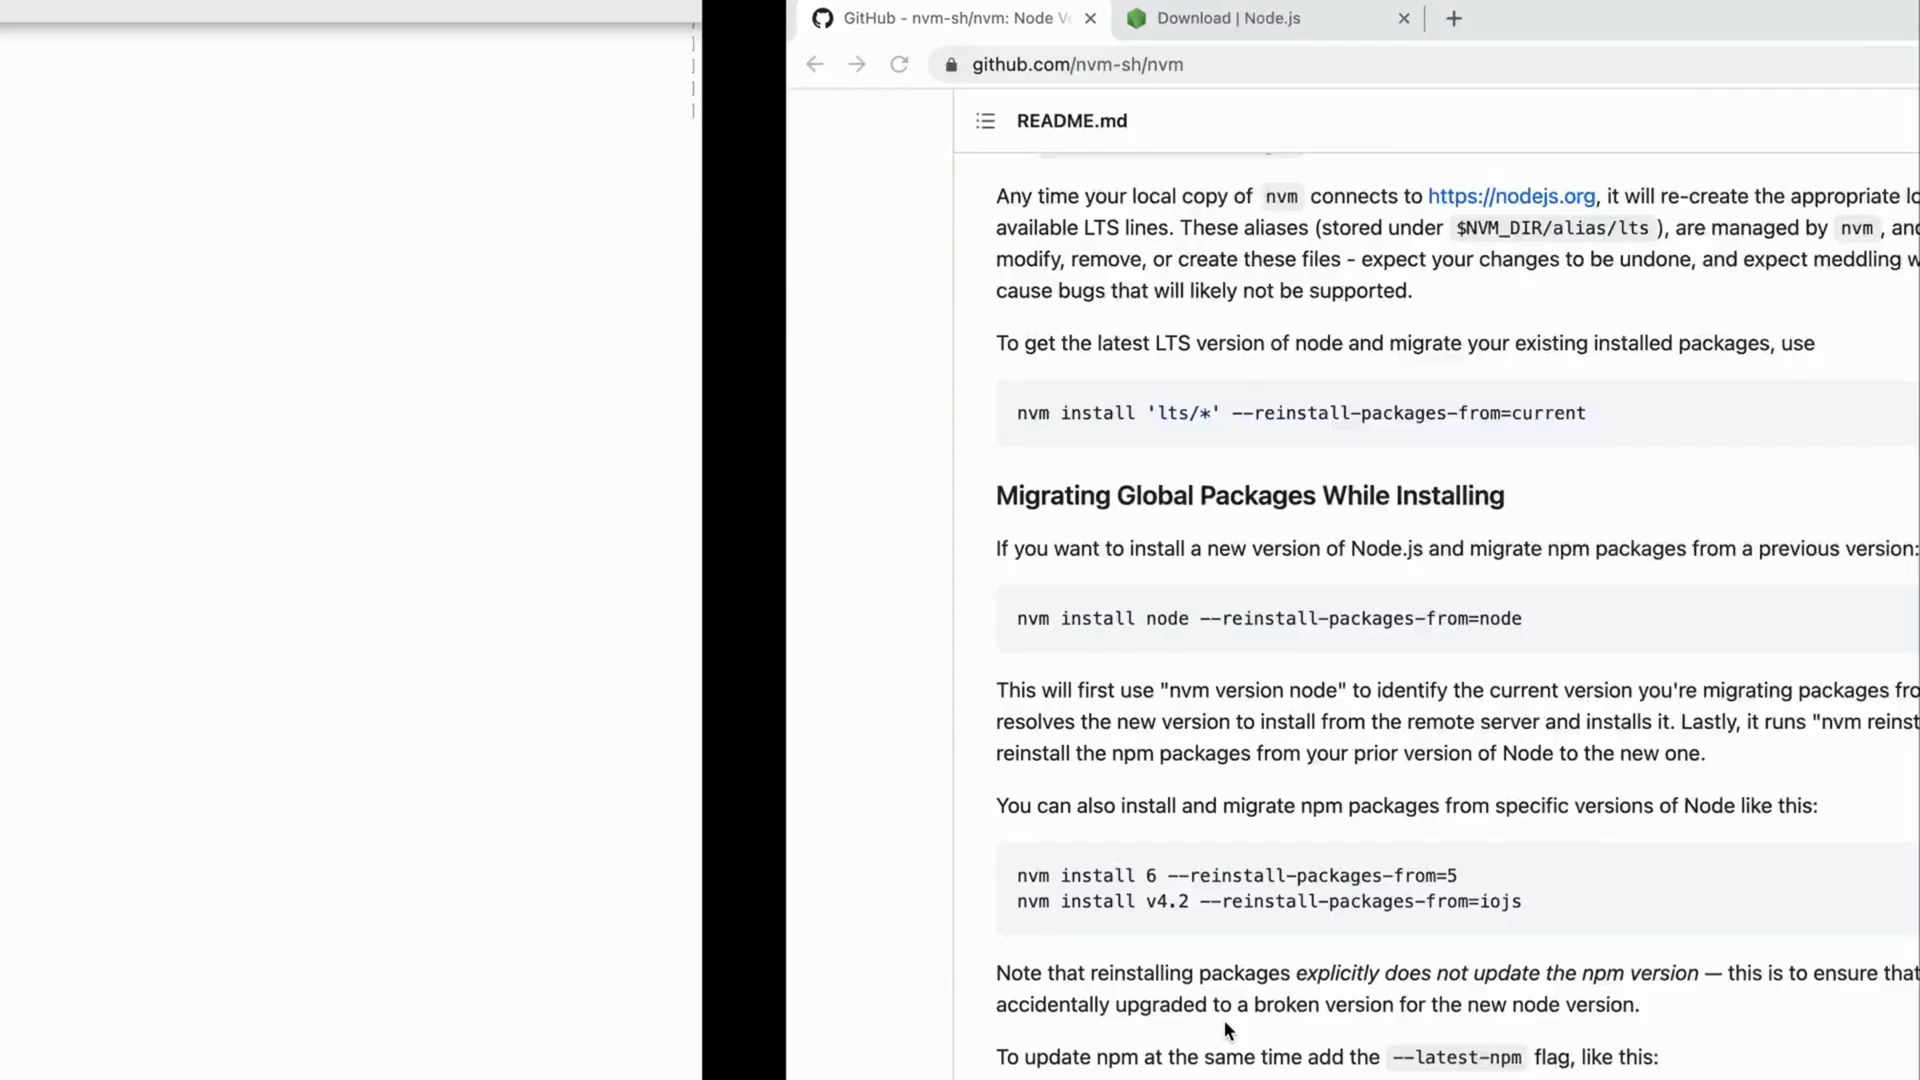 GitHub - nvm-sh/nvm: Node
Download | Node.js
github.com/nvm-sh/nvm
README.md
Any time your local copy of nvm connects to https://nodejs.org, it will re-create the appropriate
available LTS lines. These aliases (stored under $NVM_DIR/alias/lts ), are managed by nvm , and
modify, remove, or create these files - expect your changes to be undone, and expect meddling
cause bugs that will likely not be supported.
To get the latest LTS version of node and migrate your existing installed packages, use
nvm install 'lts/*' --reinstall-packages-from=current
Migrating Global Packages While Installing
If you want to install a new version of Node.js and migrate npm packages from a previous version:
nvm install node --reinstall-packages-from=node
This will first use "nvm version node" to identify the current version you're migrating packages fro
resolves the new version to install from the remote server and installs it. Lastly, it runs "nvm reinst
reinstall the npm packages from your prior version of Node to the new one.
You can also install and migrate npm packages from specific versions of Node like this:
nvm install 6 --reinstall-packages-from=5
nvm install v4.2 --reinstall-packages-from=iojs
Note that reinstalling packages explicitly does not update the npm version — this is to ensure that
accidentally upgraded to a broken version for the new node version.
To update npm at the same time add the --latest-npm flag, like this: